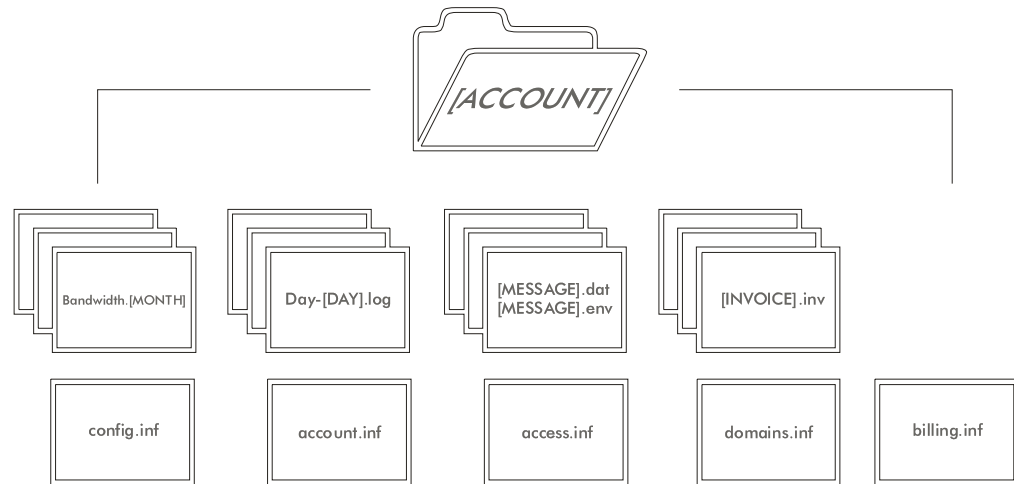 [ACCOUNT]
Bandwidth.[MONTH]
Day-[DAY].log
[MESSAGE].dat
[MESSAGE].env
[INVOICE].inv
config.inf
account.inf
access.inf
domains.inf
billing.inf